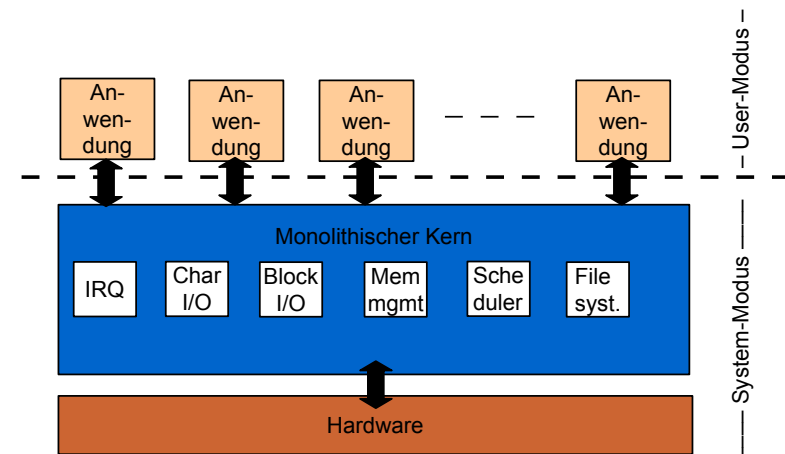 An-
wen-
dung
An-
wen-
dung
An-
wen-
dung
An-
wen-
dung
User-Modus
Monolithischer Kern
IRQ
Char
I/O
Block
I/O
Mem
mgmt
Sche
duler
File
syst.
System-Modus
Hardware